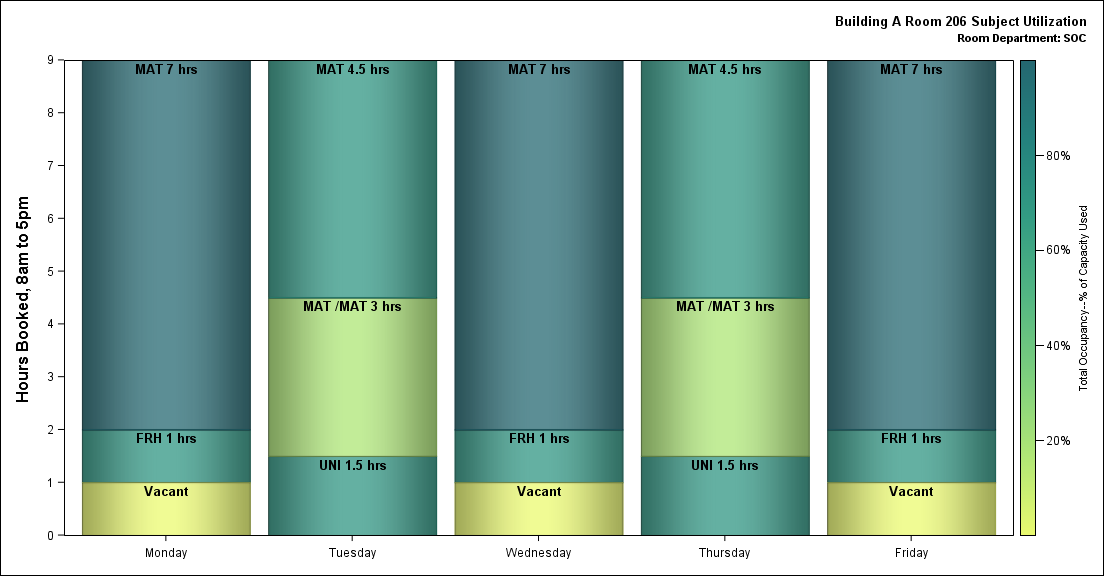 Building A Room 206 Subject Utilization
Room Department: SOC
Hours Booked, 8am to 5pm
9
8
7
6
5
4
3
2
1
0
MAT 7 hrs
FRH 1 hrs
Vacant
MAT 4.5 hrs
MAT /MAT 3 hrs
UNI 1.5 hrs
MAT 7 hrs
FRH 1 hrs
Vacant
MAT 4.5 hrs
MAT /MAT 3 hrs
UNI 1.5 hrs
MAT 7 hrs
FRH 1 hrs
Vacant
Monday
Tuesday
Wednesday
Thursday
Friday
80%
60%
40%
20%
Total Occupancy--% of Capacity Used